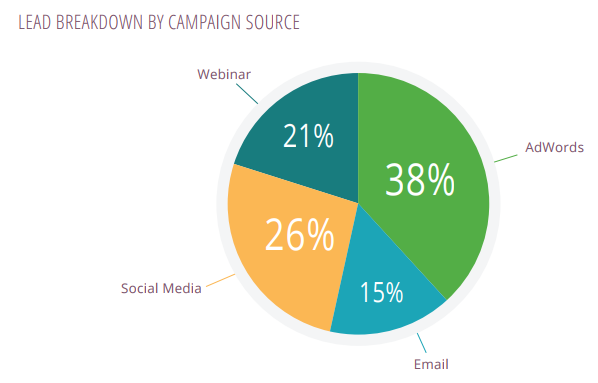 LEAD BREAKDOWN BY CAMPAIGN SOURCE
Webinar
21%
38%
AdWords
26%
Social Media
15%
Email